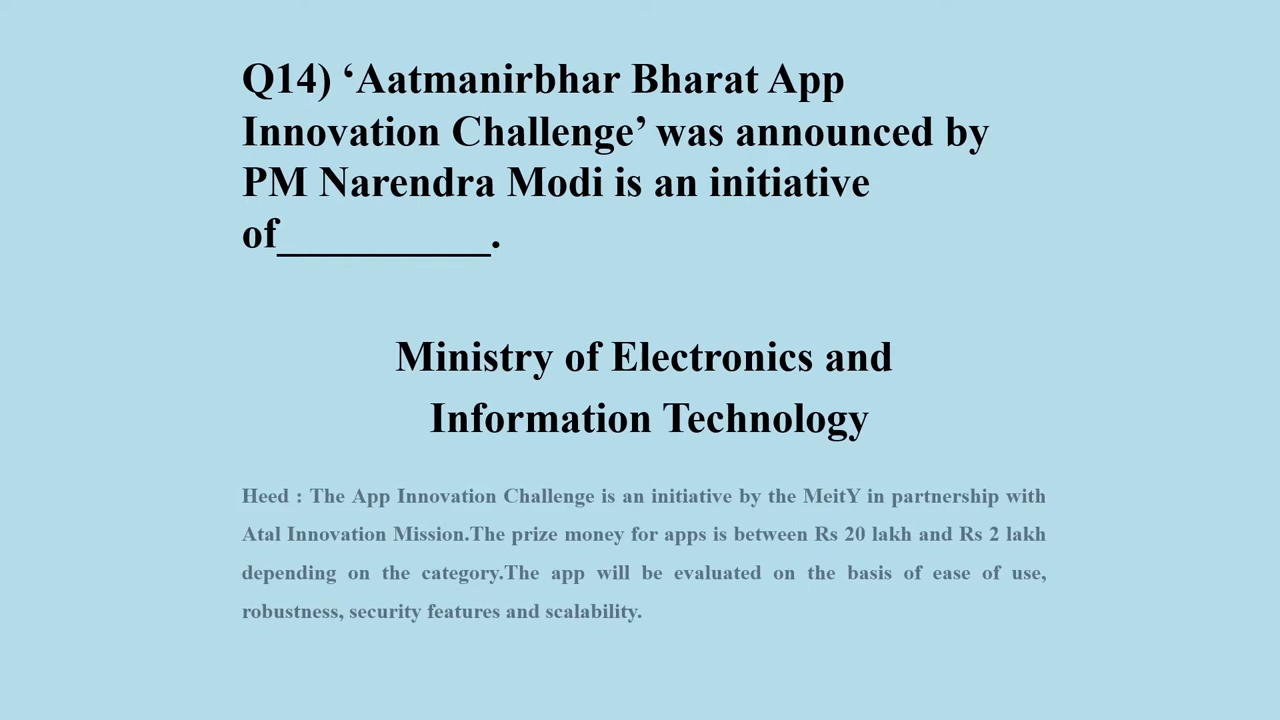 Q14) ‘Aatmanirbhar Bharat App
Innovation Challenge’ was announced by
PM Narendra Modi is an initiative
of__________.
Ministry of Electronics and
Information Technology
Heed : The App Innovation Challenge is an initiative by the MeitY in partnership with
Atal Innovation Mission.The prize money for apps is between Rs 20 lakh and Rs 2 lakh
depending on the category.The app will be evaluated on the basis of ease of use,
robustness, security features and scalability.